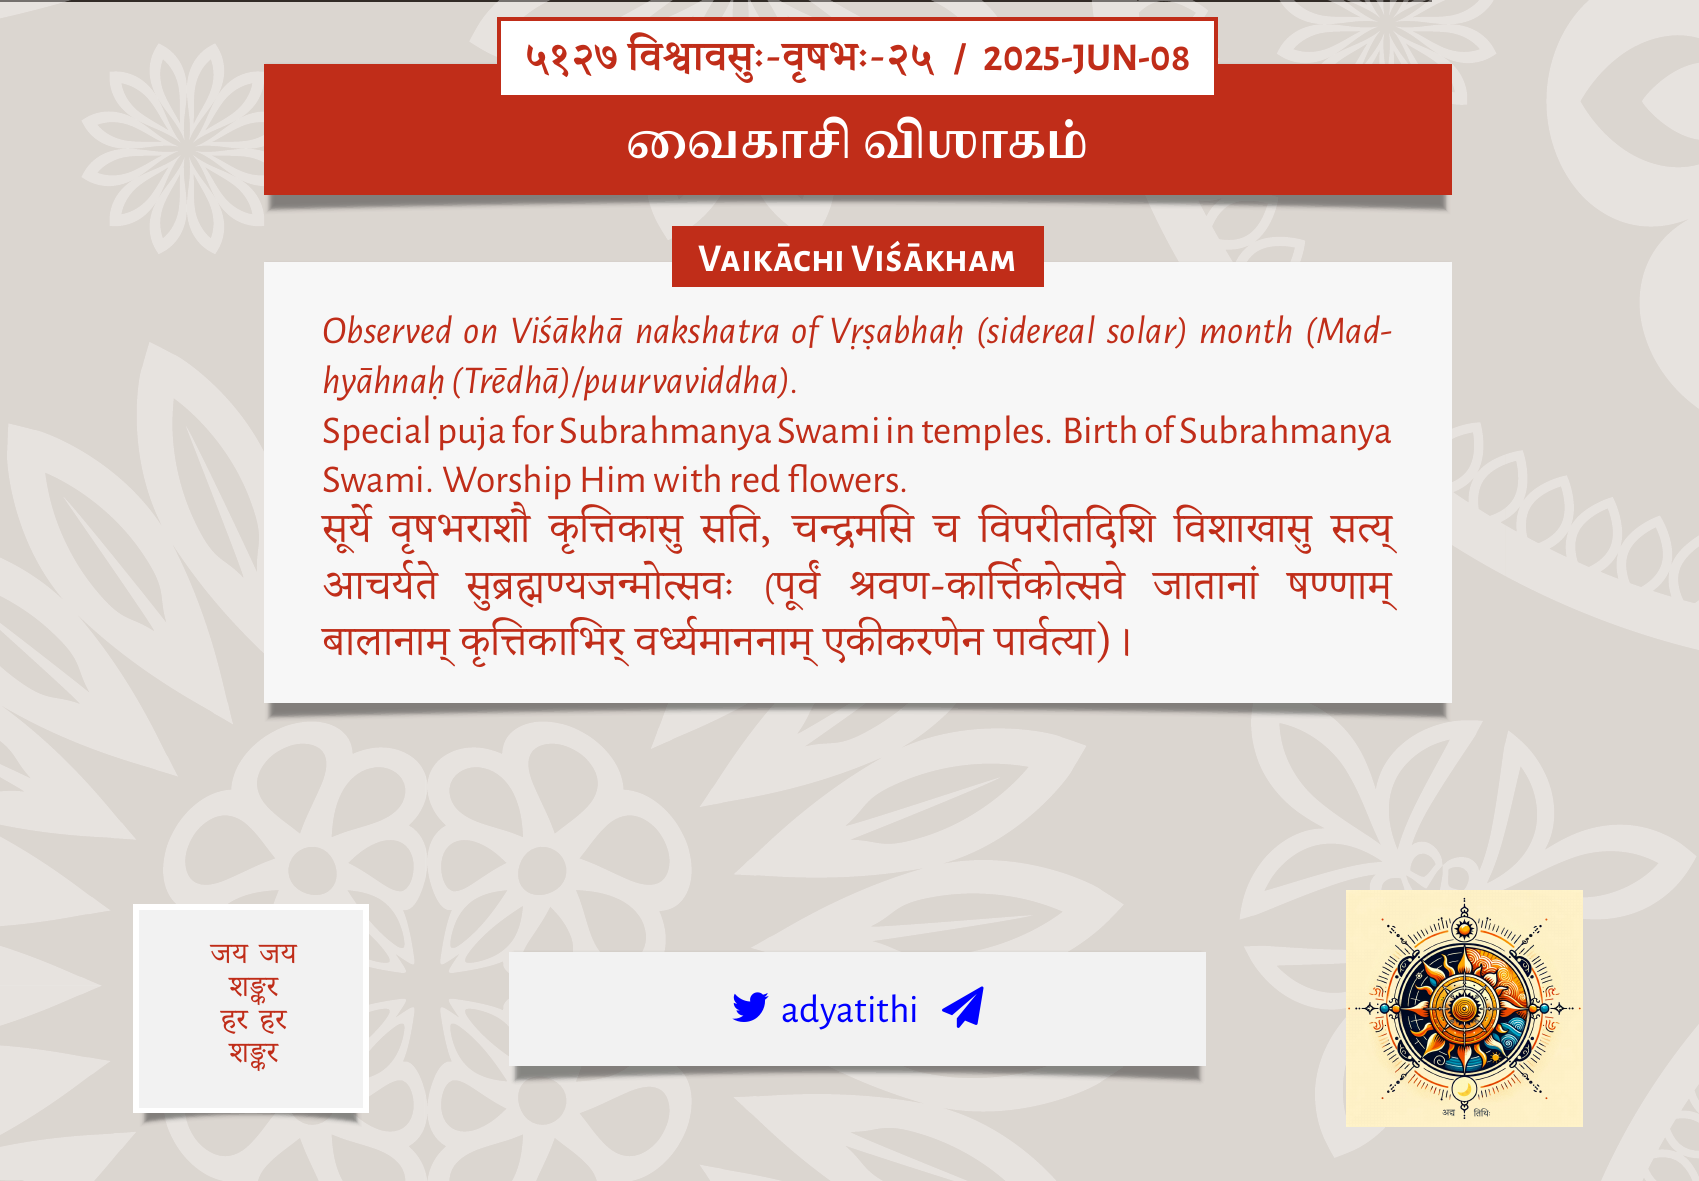 ५१२७ विश्वावसुः-वृषभः-२५ / 2025-JUN-08
வைகாசி விஶாகம்
Vaikāchi Viśākham
Observed on Viśākhā nakshatra of Vṛṣabhaḥ (sidereal solar) month (Mad-
hyāhnaḥ (Trēdhā)/puurvaviddha).
Special puja for Subrahmanya Swami in temples. Birth of Subrahmanya
Swami. Worship Him with red flowers.
सूर्ये वृषभराशौ कृत्तिकासु सति, चन्द्रमसि च विपरीतदिशि विशाखासु सत्य्
आचर्यते सुब्रह्मण्यजन्मोत्सवः (पूर्वं श्रवण-कार्त्तिकोत्सवे जातानां षण्णाम्
बालानाम् कृत्तिकाभिर् वर्ध्यमाननाम् एकीकरणेन पार्वत्या)।
जय जय
शङ्कर
हर हर
शङ्कर
adyatithi
अद्य तिथिः